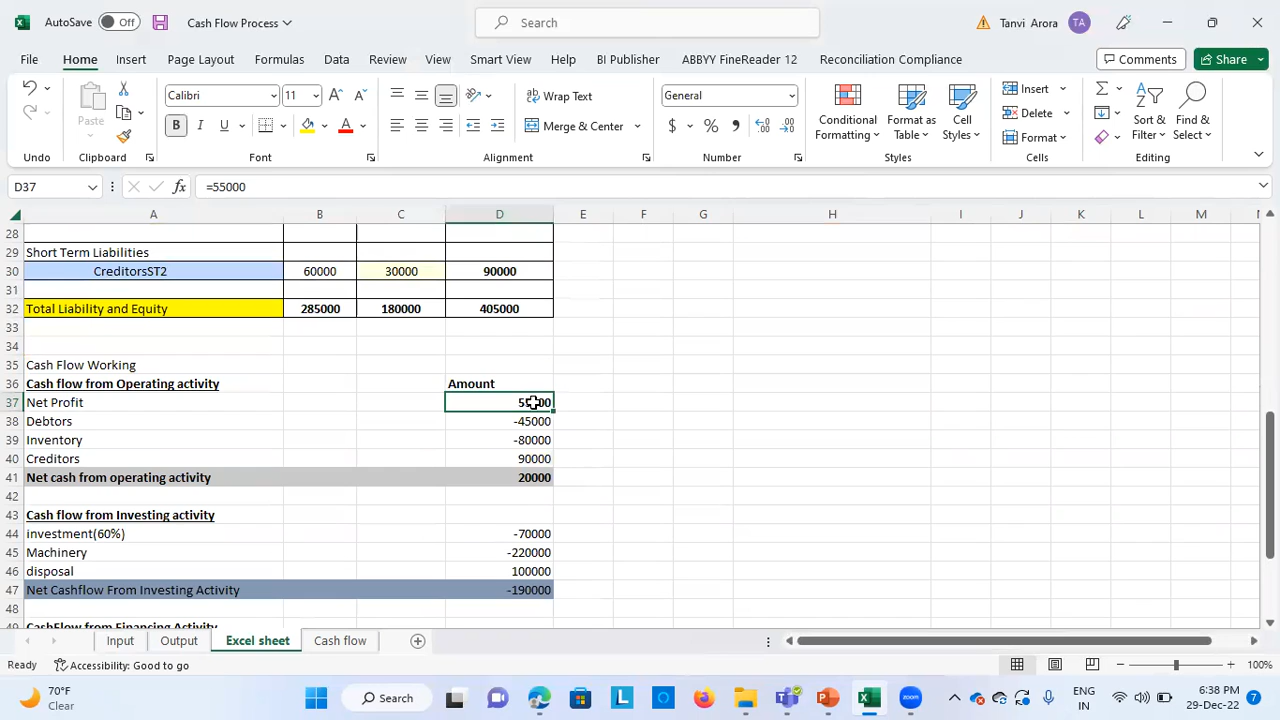 AutoSave Off Cash Flow Process Search Tanvi Arora TA
File Home Insert Page Layout Formulas Data Review View Smart View Help BI Publisher ABBYY FineReader 12 Reconciliation Compliance Comments Share
Calibri 11 Wrap Text General Insert
Paste B I U Merge & Center $ % Conditional Formatting Format as Table Cell Styles Delete Format Sort & Filter Find & Select
Undo Clipboard Font Alignment Number Styles Cells Editing
D37 =55000
A B C D E F G H I J K L M
28
29 Short Term Liabilities
30 CreditorsST2 60000 30000 90000
31
32 Total Liability and Equity 285000 180000 405000
33
34
35 Cash Flow Working
36 Cash flow from Operating activity Amount
37 Net Profit
38 Debtors -45000
39 Inventory -80000
40 Creditors 90000
41 Net cash from operating activity 20000
42
43 Cash flow from Investing activity
44 investment(60%) -70000
45 Machinery -220000
46 disposal 100000
47 Net Cashflow From Investing Activity -190000
48
CashFlow from Financing Activity
Input Output Excel sheet Cash flow
Ready Accessibility: Good to go 100%
70°F Clear Search ENG IN 6:38 PM 29-Dec-22 7